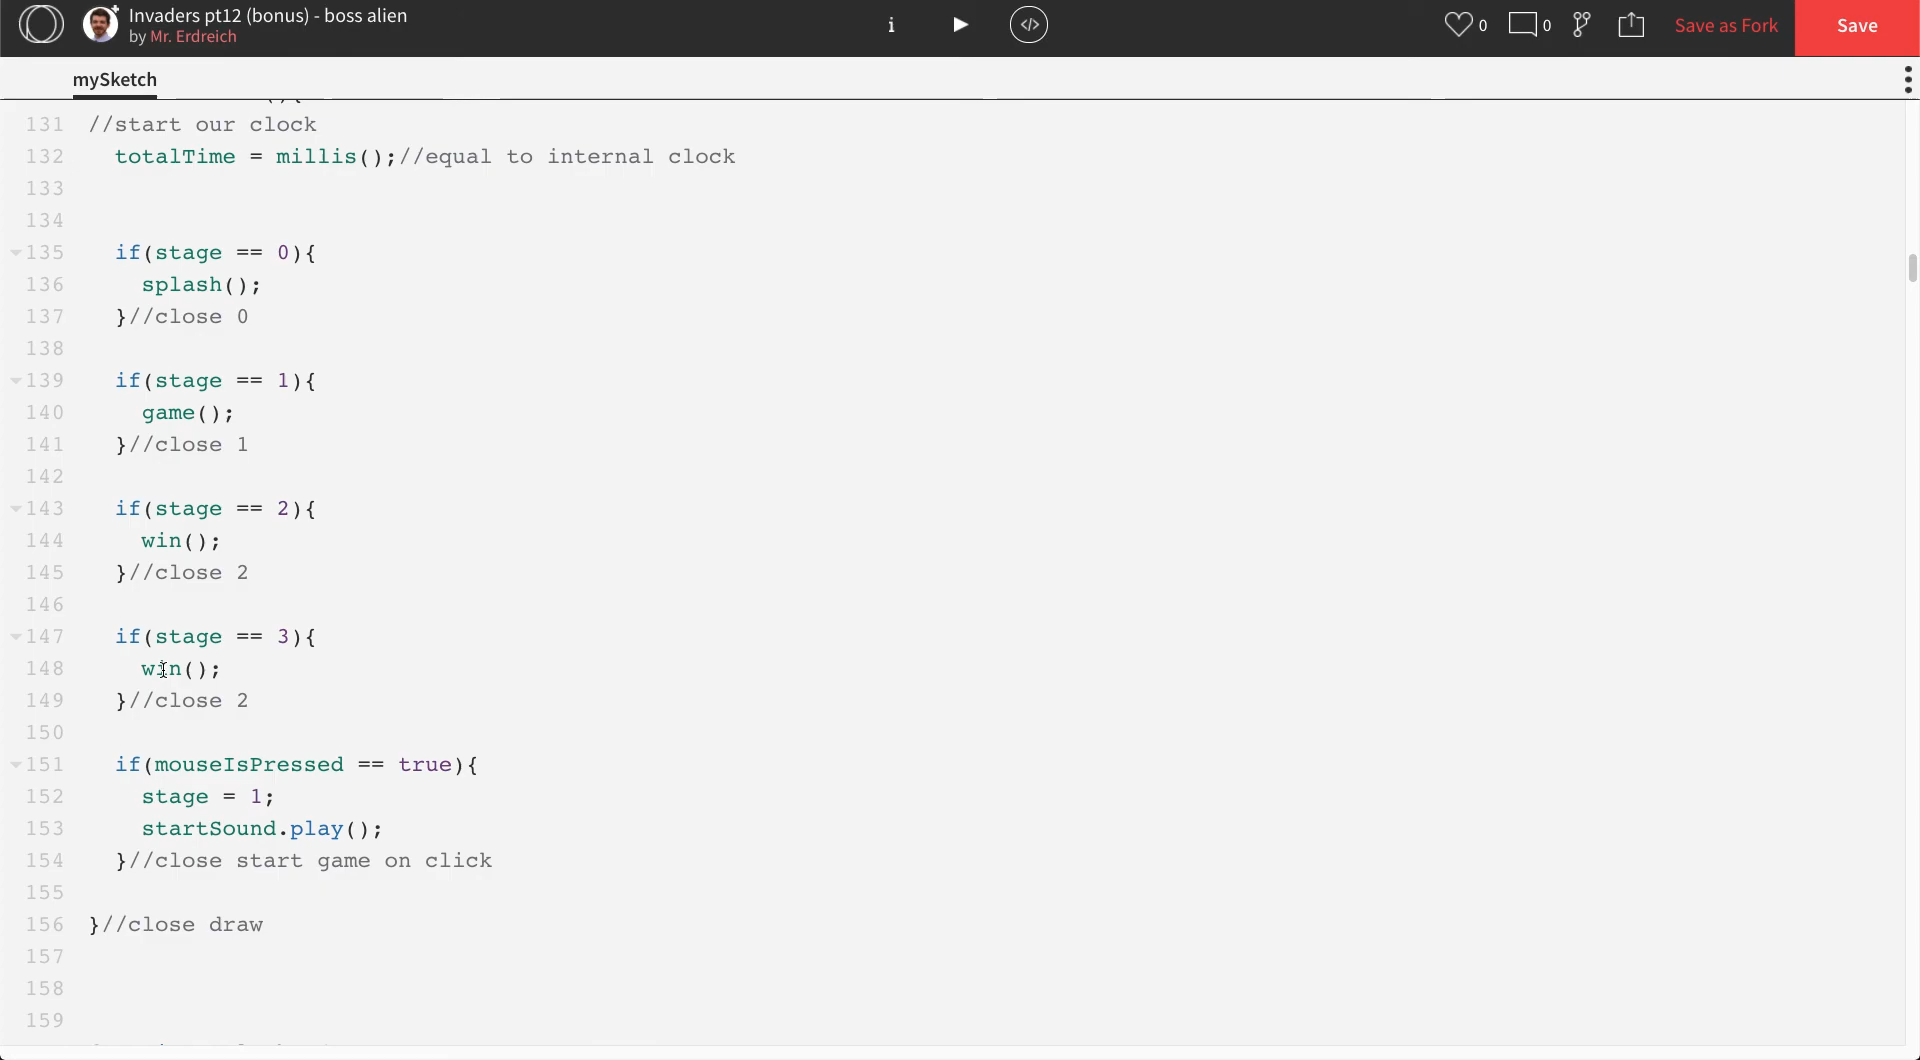 Invaders pt12 (bonus) - boss alien
by Mr. Erdreich
i
</>
0
0
Save as Fork
Save
mySketch
131 //start our clock
132 totalTime = millis();//equal to internal clock
133
134
135 if(stage == 0){
136 splash();
137 }//close 0
138
139 if(stage == 1){
140 game();
141 }//close 1
142
143 if(stage == 2){
144 win();
145 }//close 2
146
147 if(stage == 3){
148 win();
149 }//close 2
150
151 if(mouseIsPressed == true){
152 stage = 1;
153 startSound.play();
154 }//close start game on click
155
156 }//close draw
157
158
159